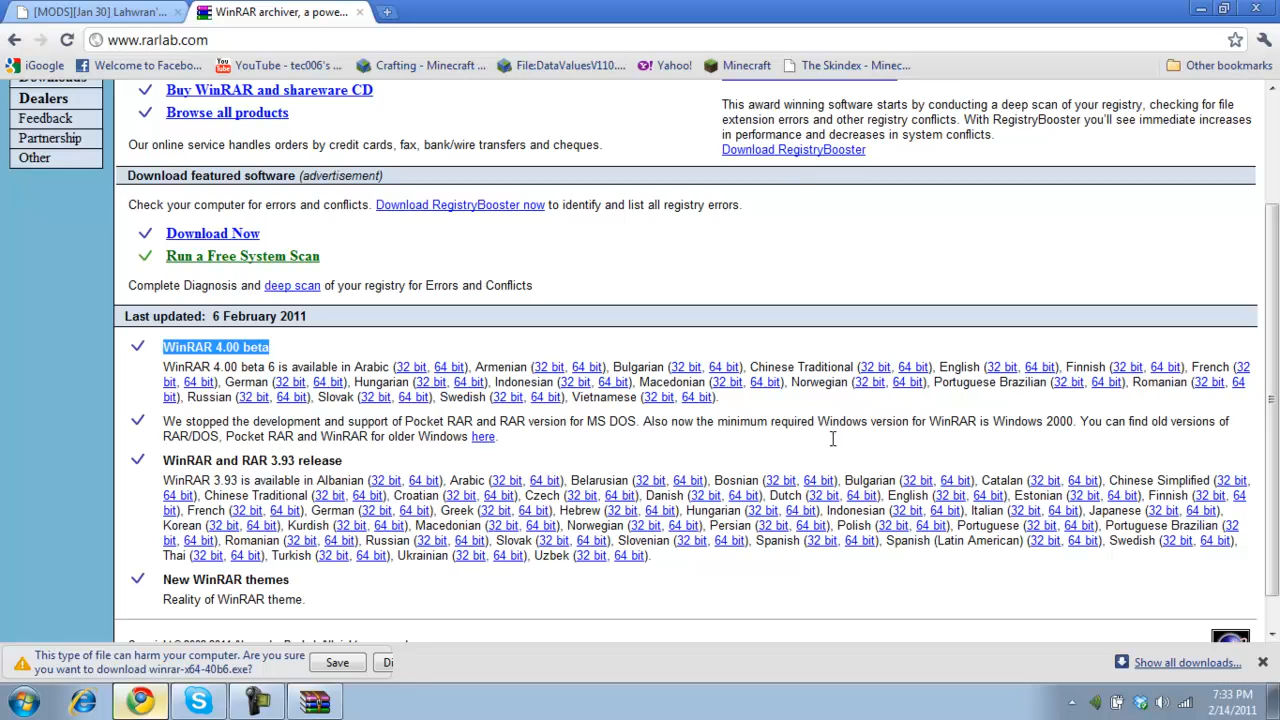 [MODS][Jan 30] Lahwran'...
WinRAR archiver, a powe...
www.rarlab.com
iGoogle
Welcome to Facebo...
YouTube - tec006's ...
Crafting - Minecraft ...
File:DataValuesV110....
Yahoo!
Minecraft
The Skindex - Minec...
Other bookmarks
Downloads
Dealers
Feedback
Partnership
Other
Buy WinRAR and shareware CD
Browse all products
Our online service handles orders by credit cards, fax, bank/wire transfers and cheques.
This award winning software starts by conducting a deep scan of your registry, checking for file
extension errors and other registry conflicts. With RegistryBooster you'll see immediate increases
in performance and decreases in system conflicts.
Download RegistryBooster
Download featured software (advertisement)
Check your computer for errors and conflicts. Download RegistryBooster now to identify and list all registry errors.
Download Now
Run a Free System Scan
Complete Diagnosis and deep scan of your registry for Errors and Conflicts
Last updated: 6 February 2011
WinRAR 4.00 beta
WinRAR 4.00 beta 6 is available in Arabic (32 bit, 64 bit), Armenian (32 bit, 64 bit), Bulgarian (32 bit, 64 bit), Chinese Traditional (32 bit, 64 bit), English (32 bit, 64 bit), Finnish (32 bit, 64 bit), French (32
bit, 64 bit), German (32 bit, 64 bit), Hungarian (32 bit, 64 bit), Indonesian (32 bit, 64 bit), Macedonian (32 bit, 64 bit), Norwegian (32 bit, 64 bit), Portuguese Brazilian (32 bit, 64 bit), Romanian (32 bit, 64
bit), Russian (32 bit, 64 bit), Slovak (32 bit, 64 bit), Swedish (32 bit, 64 bit), Vietnamese (32 bit, 64 bit).
We stopped the development and support of Pocket RAR and RAR version for MS DOS. Also now the minimum required Windows version for WinRAR is Windows 2000. You can find old versions of
RAR/DOS, Pocket RAR and WinRAR for older Windows here.
WinRAR and RAR 3.93 release
WinRAR 3.93 is available in Albanian (32 bit, 64 bit), Arabic (32 bit, 64 bit), Belarusian (32 bit, 64 bit), Bosnian (32 bit, 64 bit), Bulgarian (32 bit, 64 bit), Catalan (32 bit, 64 bit), Chinese Simplified (32 bit,
64 bit), Chinese Traditional (32 bit, 64 bit), Croatian (32 bit, 64 bit), Czech (32 bit, 64 bit), Danish (32 bit, 64 bit), Dutch (32 bit, 64 bit), English (32 bit, 64 bit), Estonian (32 bit, 64 bit), Finnish (32 bit, 64
bit), French (32 bit, 64 bit), German (32 bit, 64 bit), Greek (32 bit, 64 bit), Hebrew (32 bit, 64 bit), Hungarian (32 bit, 64 bit), Indonesian (32 bit, 64 bit), Italian (32 bit, 64 bit), Japanese (32 bit, 64 bit),
Korean (32 bit, 64 bit), Kurdish (32 bit, 64 bit), Macedonian (32 bit, 64 bit), Norwegian (32 bit, 64 bit), Persian (32 bit, 64 bit), Polish (32 bit, 64 bit), Portuguese (32 bit, 64 bit), Portuguese Brazilian (32
bit, 64 bit), Romanian (32 bit, 64 bit), Russian (32 bit, 64 bit), Slovak (32 bit, 64 bit), Slovenian (32 bit, 64 bit), Spanish (32 bit, 64 bit), Spanish (Latin American) (32 bit, 64 bit), Swedish (32 bit, 64 bit),
Thai (32 bit, 64 bit), Turkish (32 bit, 64 bit), Ukrainian (32 bit, 64 bit), Uzbek (32 bit, 64 bit).
New WinRAR themes
Reality of WinRAR theme.
This type of file can harm your computer. Are you sure
you want to download winrar-x64-40b6.exe?
Save
Di
Show all downloads...
7:33 PM
2/14/2011